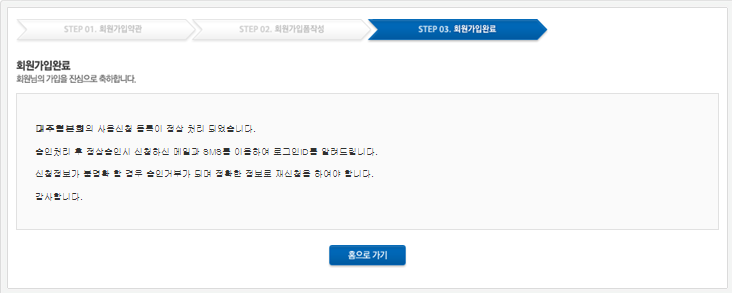 STEP 01. 회원가입약관
STEP 02. 회원가입폼작성
STEP 03. 회원가입완료
회원가입완료
회원님의 가입을 진심으로 축하합니다.
의 사용신청 등록이 정상 처리 되었습니다.
승인처리 후 정상승인시 신청하신 메일과 SMS를 이용하여 로그인ID를 알려드립니다.
신청정보가 불명확 할 경우 승인거부가 되며 정확한 정보로 재신청을 하여야 합니다.
감사합니다.
홈으로 가기